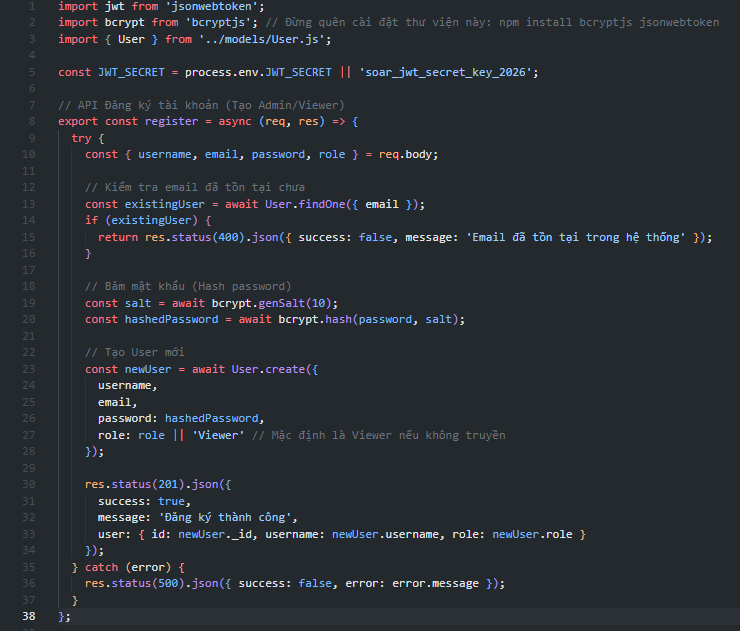 1 import jwt from 'jsonwebtoken';
2 import bcrypt from 'bcryptjs'; // Đừng quên cài đặt thư viện này: npm install bcryptjs jsonwebtoken
3 import { User } from '../models/User.js';
4
5 const JWT_SECRET = process.env.JWT_SECRET || 'soar_jwt_secret_key_2026';
6
7 // API Đăng ký tài khoản (Tạo Admin/Viewer)
8 export const register = async (req, res) => {
9   try {
10     const { username, email, password, role } = req.body;
11
12     // Kiểm tra email đã tồn tại chưa
13     const existingUser = await User.findOne({ email });
14     if (existingUser) {
15       return res.status(400).json({ success: false, message: 'Email đã tồn tại trong hệ thống' });
16     }
17
18     // Băm mật khẩu (Hash password)
19     const salt = await bcrypt.genSalt(10);
20     const hashedPassword = await bcrypt.hash(password, salt);
21
22     // Tạo User mới
23     const newUser = await User.create({
24       username,
25       email,
26       password: hashedPassword,
27       role: role || 'Viewer' // Mặc định là Viewer nếu không truyền
28     });
29
30     res.status(201).json({
31       success: true,
32       message: 'Đăng ký thành công',
33       user: { id: newUser._id, username: newUser.username, role: newUser.role }
34     });
35   } catch (error) {
36     res.status(500).json({ success: false, error: error.message });
37   }
38 };